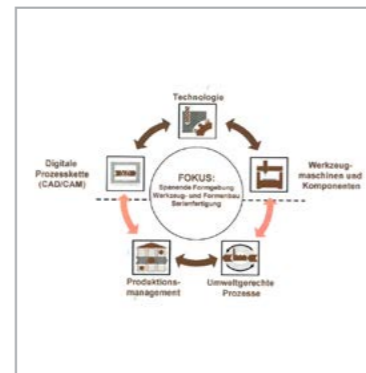 Technologie
Digitale
Prozesskette
(CAD/CAM)
FOKUS:
Spanende Formgebung
Werkzeug- und Formenbau
Serienfertigung
Werkzeug-
maschinen und
Komponenten
Produktions-
management
Umweltgerechte
Prozesse